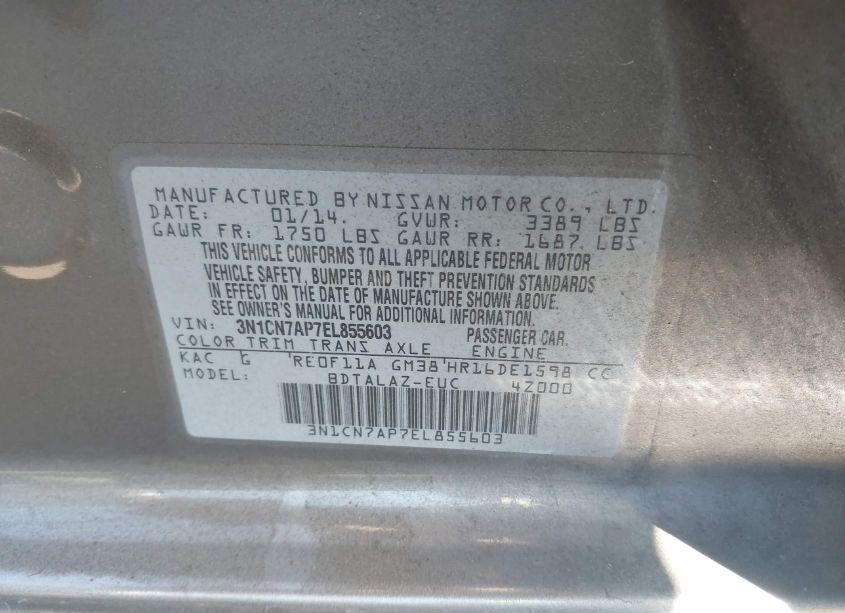 MANUFACTURED BY NISSAN MOTOR CO., LTD.
DATE: 01/14. GVWR: 3389 LBS
GAWR FR: 1750 LBS GAWR RR: 1687. LBS
THIS VEHICLE CONFORMS TO ALL APPLICABLE FEDERAL MOTOR
VEHICLE SAFETY, BUMPER AND THEFT PREVENTION STANDARDS
IN EFFECT ON THE DATE OF MANUFACTURE SHOWN ABOVE.
SEE OWNER'S MANUAL FOR ADDITIONAL INFORMATION.
VIN: 3N1CN7AP7EL855603 PASSENGER CAR.
COLOR TRIM TRANS AXLE ENGINE
KAC G RE0F11A GM38 HR16DE1598 CC
MODEL: BDTALAZ-EUC 4Z000
3N1CN7AP7EL855603